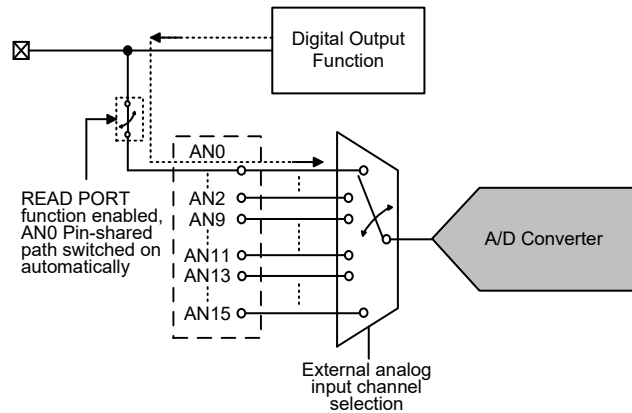 Digital Output
Function
AN0
READ PORT
function enabled,
AN0 Pin-shared
path switched on
automatically
AN2
AN9
AN11
AN13
AN15
A/D Converter
External analog
input channel
selection